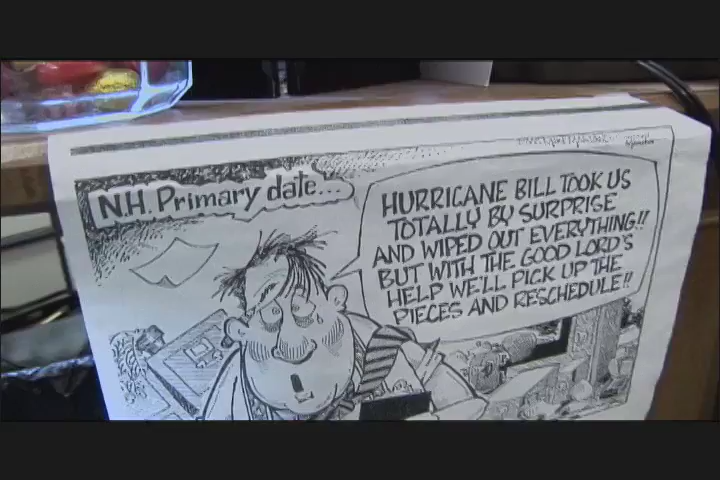 N.H. Primary date...
HURRICANE BILL TOOK US
TOTALLY BY SURPRISE
AND WIPED OUT EVERYTHING!!
BUT WITH THE GOOD LORD'S
HELP WE'LL PICK UP THE
PIECES AND RESCHEDULE!!